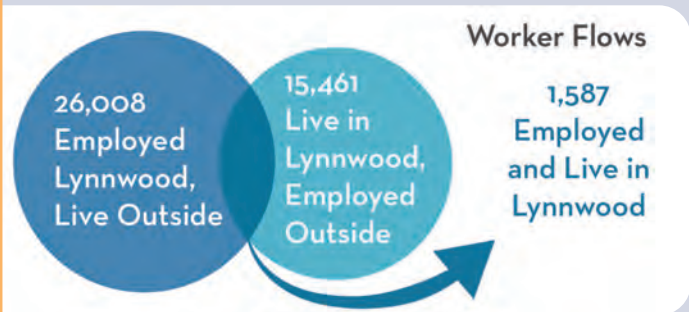 Worker Flows
26,008
Employed
Lynnwood,
Live Outside
15,461
Live in
Lynnwood,
Employed
Outside
1,587
Employed
and Live in
Lynnwood